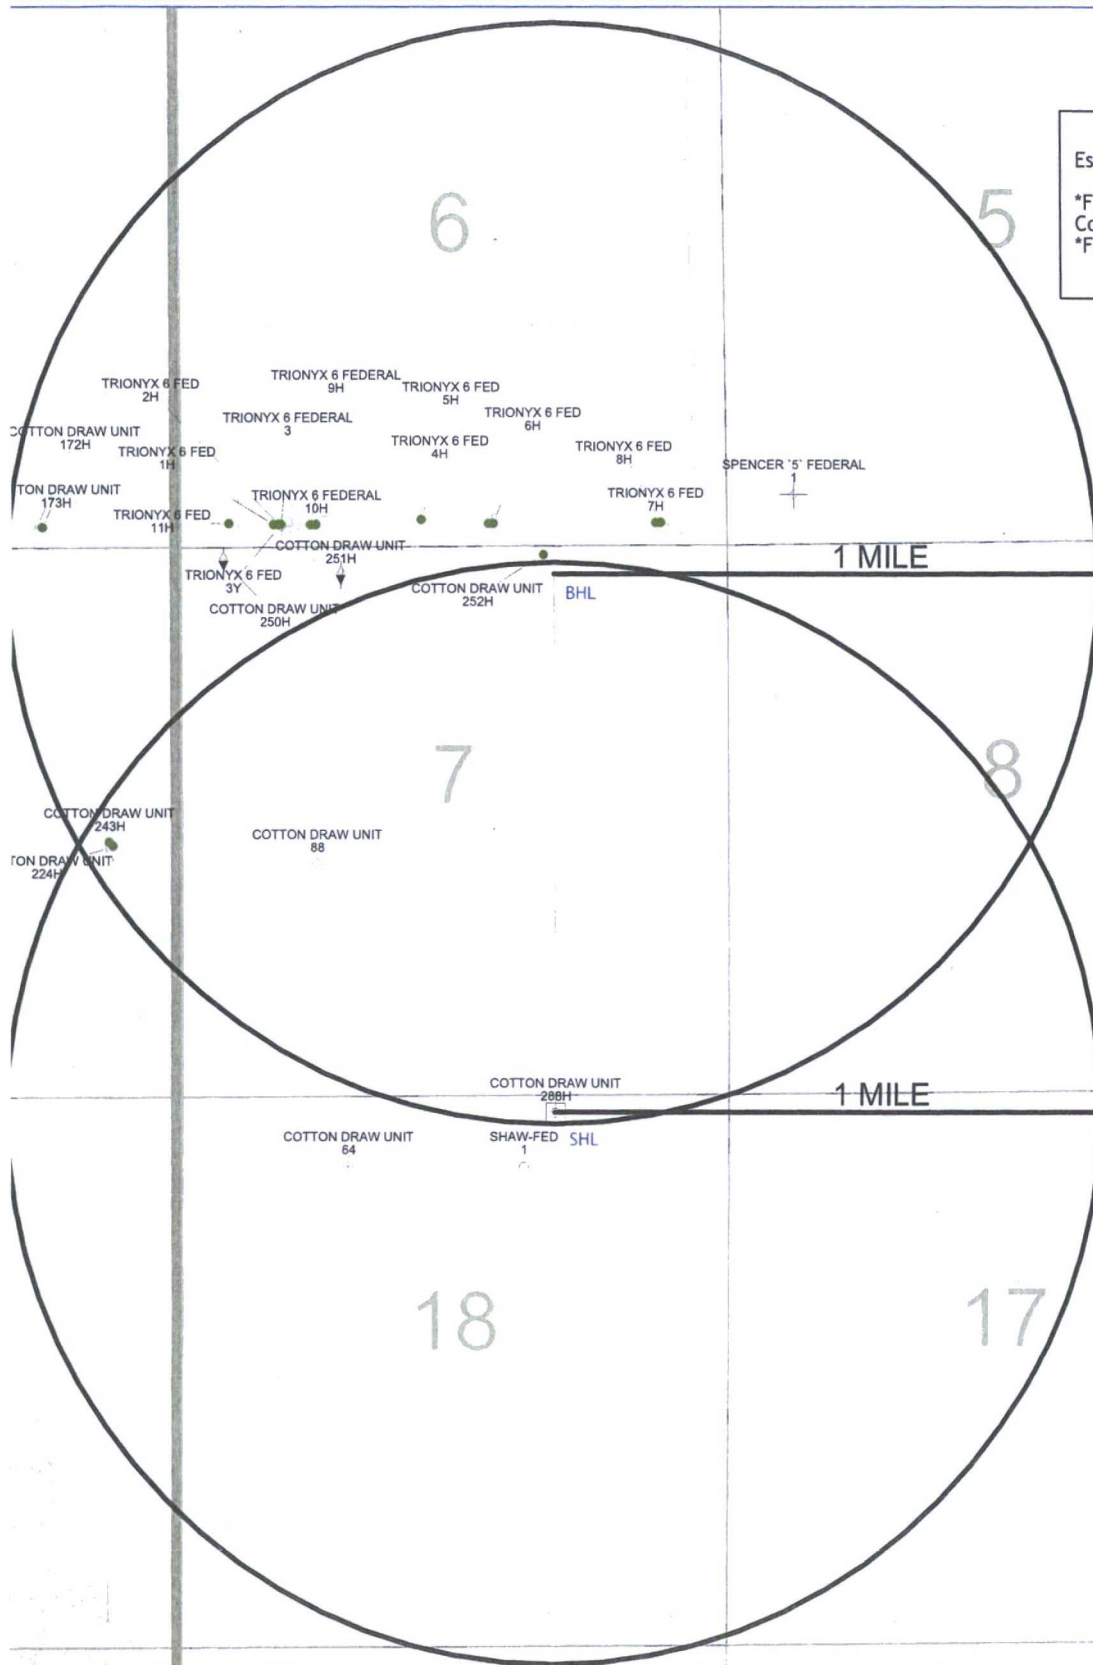 Es
*F
Co
*F
6
5
TRIONYX 6 FEDERAL
9H
TRIONYX 6 FED
2H
TRIONYX 6 FED
5H
TRIONYX 6 FED
6H
TRIONYX 6 FEDERAL
3
COTTON DRAW UNIT
172H
TRIONYX 6 FED
4H
TRIONYX 6 FED
8H
TRIONYX 6 FED
1H
SPENCER '5' FEDERAL
1
TON DRAW UNIT
173H
TRIONYX 6 FEDERAL
10H
TRIONYX 6 FED
7H
TRIONYX 6 FED
11H
COTTON DRAW UNIT
251H
1 MILE
TRIONYX 6 FED
3Y
COTTON DRAW UNIT
252H
BHL
COTTON DRAW UNIT
250H
7
8
COTTON DRAW UNIT
243H
COTTON DRAW UNIT
88
TON DRAW UNIT
224H
COTTON DRAW UNIT
288H
1 MILE
COTTON DRAW UNIT
64
SHAW-FED
1
SHL
18
17